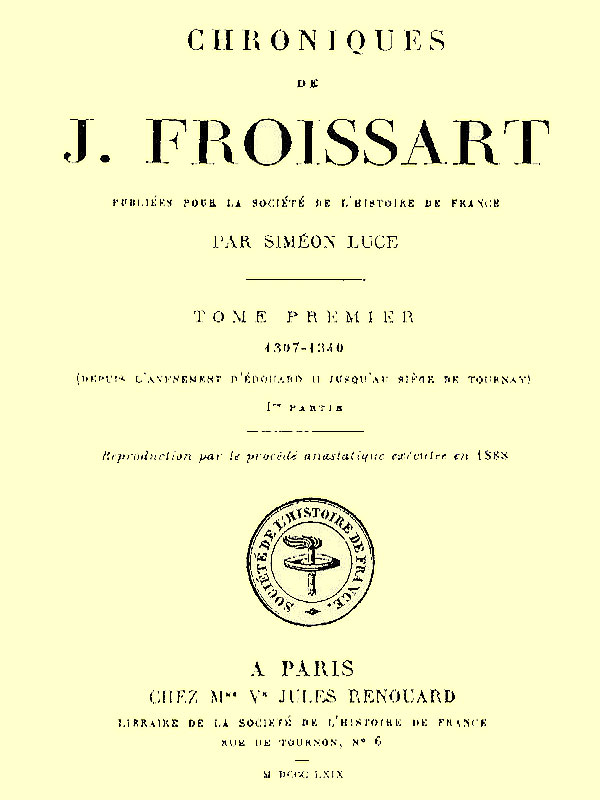 CHRONIQUES
DE
J. FROISSART
PUBLIÉES POUR LA SOCIÉTÉ DE L'HISTOIRE DE FRANCE
PAR SIMÉON LUCE
TOME PREMIER
1307-1340
(DEPUIS L'AVÉNEMENT D'ÉDOUARD II JUSQU'AU SIÉGE DE TOURNAY)
Ire PARTIE
Reproduction par le procédé anastatique exécutée en 1888
SOCIÉTÉ DE L'HISTOIRE DE FRANCE.
A PARIS
CHEZ Mme Ve JULES RENOUARD
LIBRAIRE DE LA SOCIÉTÉ DE L'HISTOIRE DE FRANCE
RUE DE TOURNON, N° 6
M DCCC LXIX